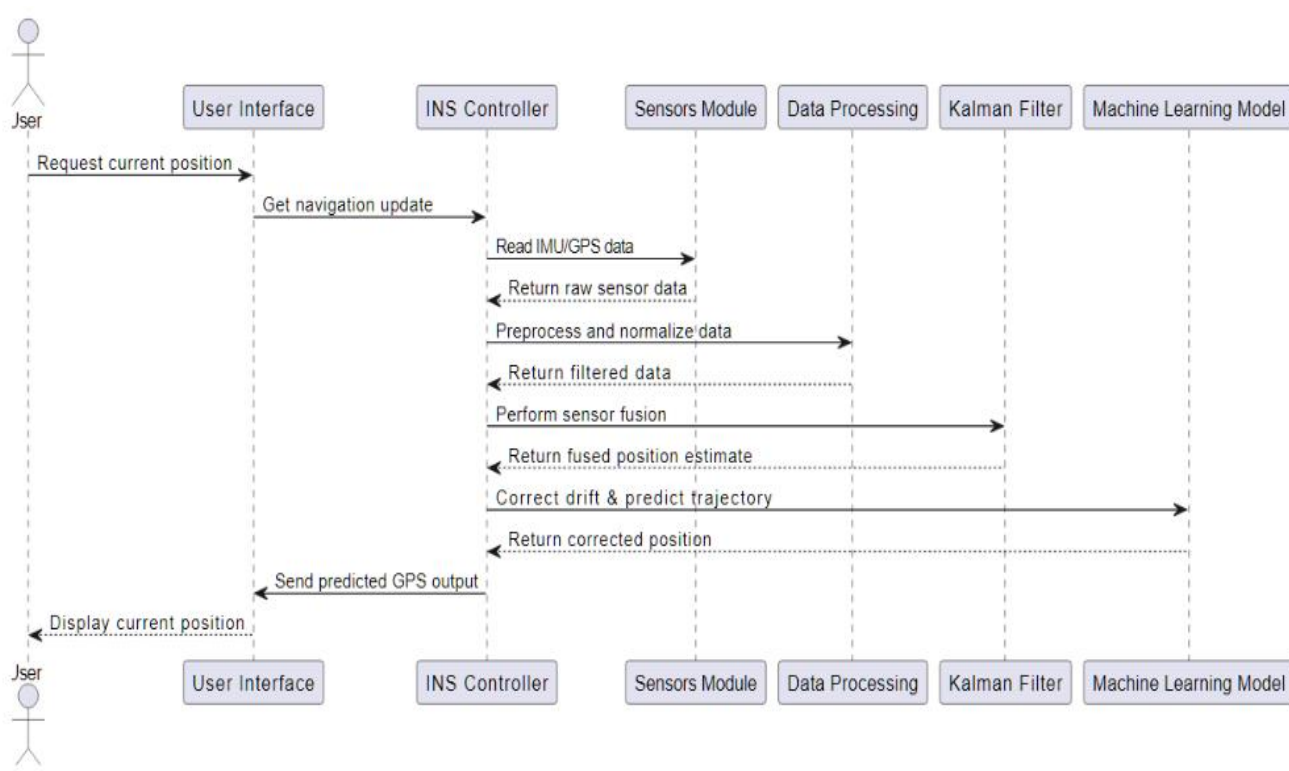 Jser
User Interface
INS Controller
Sensors Module
Data Processing
Kalman Filter
Machine Learning Model
Request current position
Get navigation update
Read IMU/GPS data
Return raw sensor data
Preprocess and normalize data
Return filtered data
Perform sensor fusion
Return fused position estimate
Correct drift & predict trajectory
Return corrected position
Send predicted GPS output
Display current position
Jser
User Interface
INS Controller
Sensors Module
Data Processing
Kalman Filter
Machine Learning Model